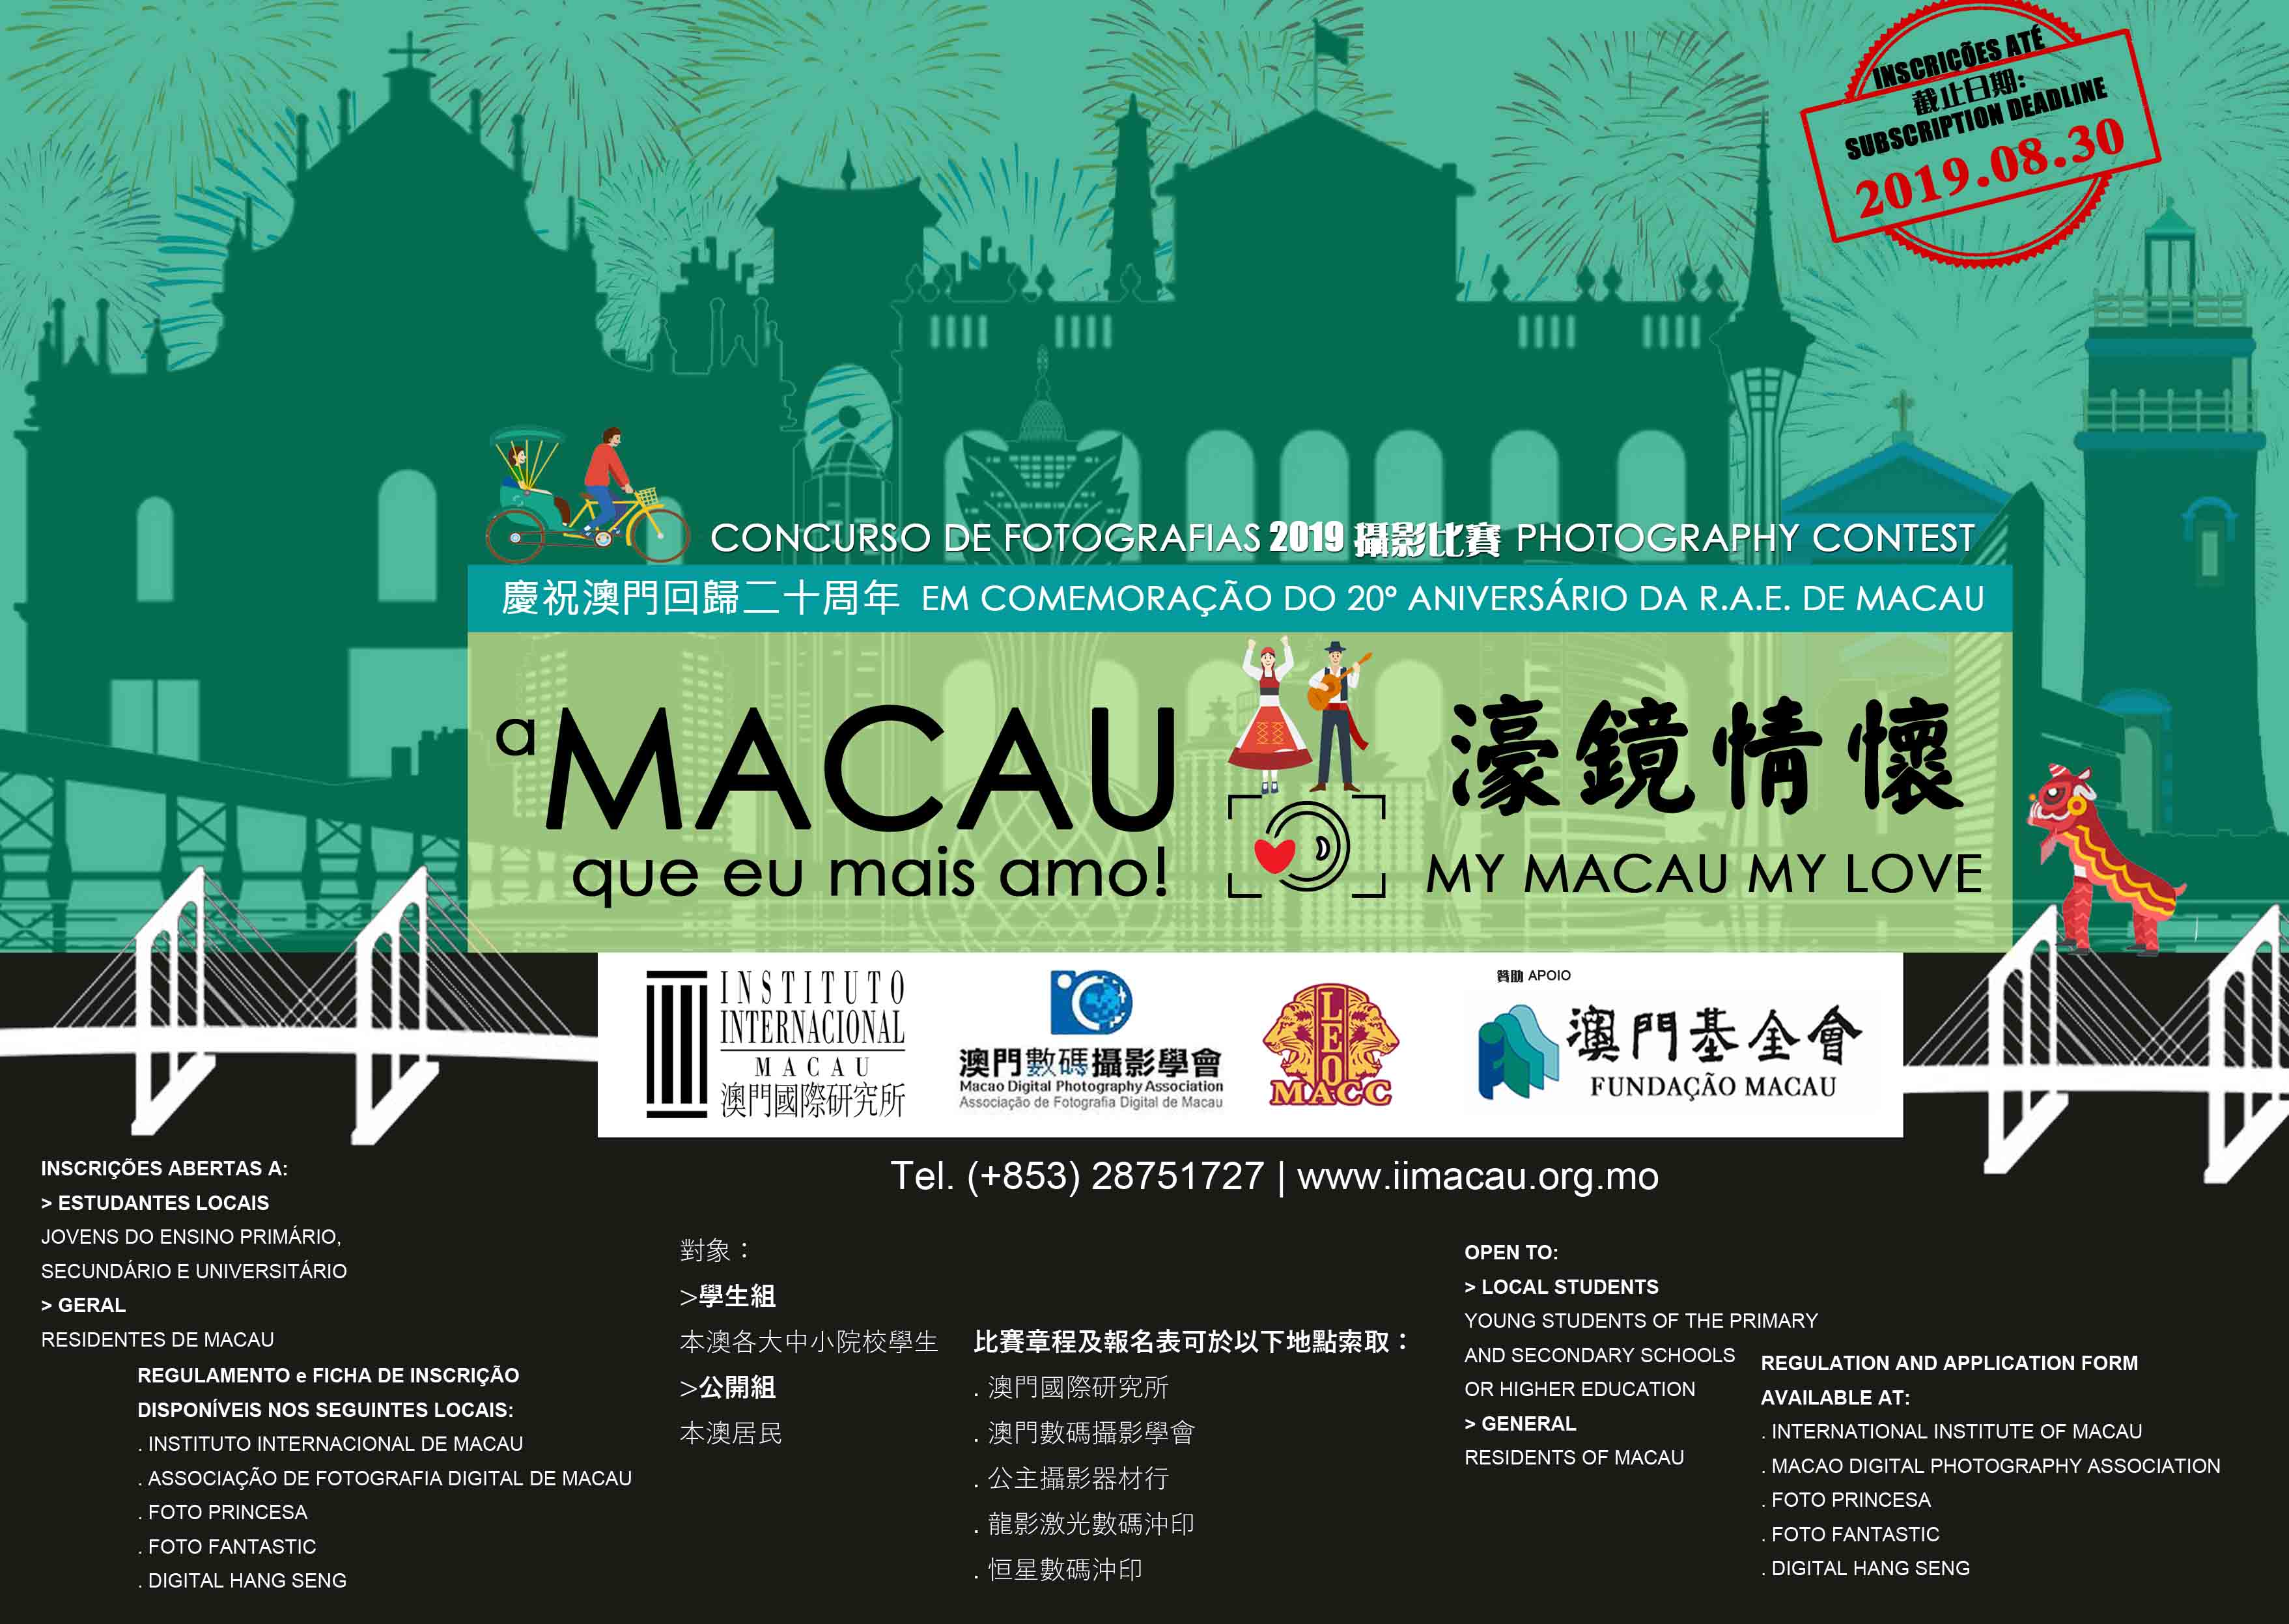 INSCRIÇÕES ATÉ
截止日期:
SUBSCRIPTION DEADLINE
2019.08.30
CONCURSO DE FOTOGRAFIAS 2019 攝影比賽 PHOTOGRAPHY CONTEST
慶祝澳門回歸二十周年 EM COMEMORAÇÃO DO 20º ANIVERSÁRIO DA R.A.E. DE MACAU
a MACAU
que eu mais amo!
濠鏡情懷
MY MACAU MY LOVE
INSTITUTO
INTERNACIONAL
MACAU
澳門國際研究所
澳門數碼攝影學會
Macao Digital Photography Association
Associação de Fotografia Digital de Macau
LEO
MACC
贊助 APOIO
澳門基金會
FUNDAÇÃO MACAU
Tel. (+853) 28751727 | www.iimacau.org.mo
INSCRIÇÕES ABERTAS A:
> ESTUDANTES LOCAIS
JOVENS DO ENSINO PRIMÁRIO,
SECUNDÁRIO E UNIVERSITÁRIO
> GERAL
RESIDENTES DE MACAU
REGULAMENTO e FICHA DE INSCRIÇÃO
DISPONÍVEIS NOS SEGUINTES LOCAIS:
. INSTITUTO INTERNACIONAL DE MACAU
. ASSOCIAÇÃO DE FOTOGRAFIA DIGITAL DE MACAU
. FOTO PRINCESA
. FOTO FANTASTIC
. DIGITAL HANG SENG
對象：
>學生組
本澳各大中小院校學生
>公開組
本澳居民
比賽章程及報名表可於以下地點索取：
. 澳門國際研究所
. 澳門數碼攝影學會
. 公主攝影器材行
. 龍影激光數碼沖印
. 恒星數碼沖印
OPEN TO:
> LOCAL STUDENTS
YOUNG STUDENTS OF THE PRIMARY
AND SECONDARY SCHOOLS
OR HIGHER EDUCATION
> GENERAL
RESIDENTS OF MACAU
REGULATION AND APPLICATION FORM
AVAILABLE AT:
. INTERNATIONAL INSTITUTE OF MACAU
. MACAO DIGITAL PHOTOGRAPHY ASSOCIATION
. FOTO PRINCESA
. FOTO FANTASTIC
. DIGITAL HANG SENG